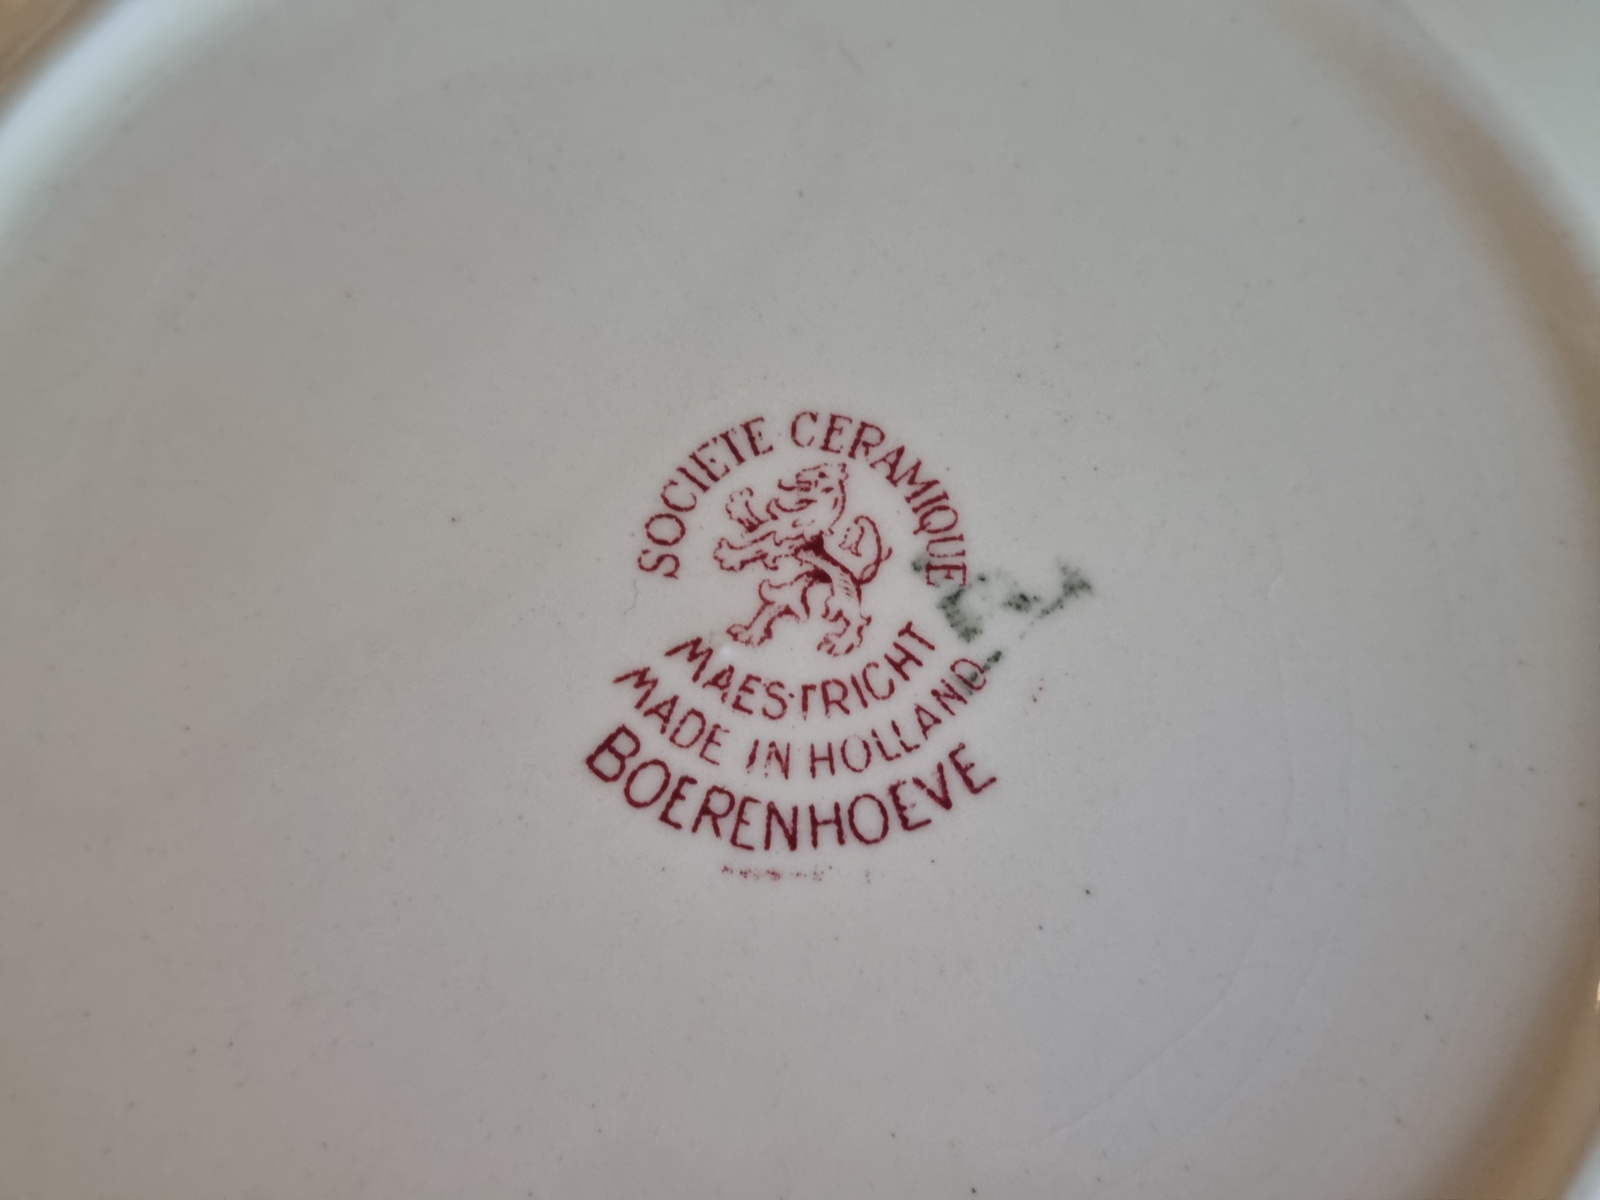 SOCIETE CERAMIQUE
MAESTRICHT
MADE IN HOLLAND
BOERENHOEVE